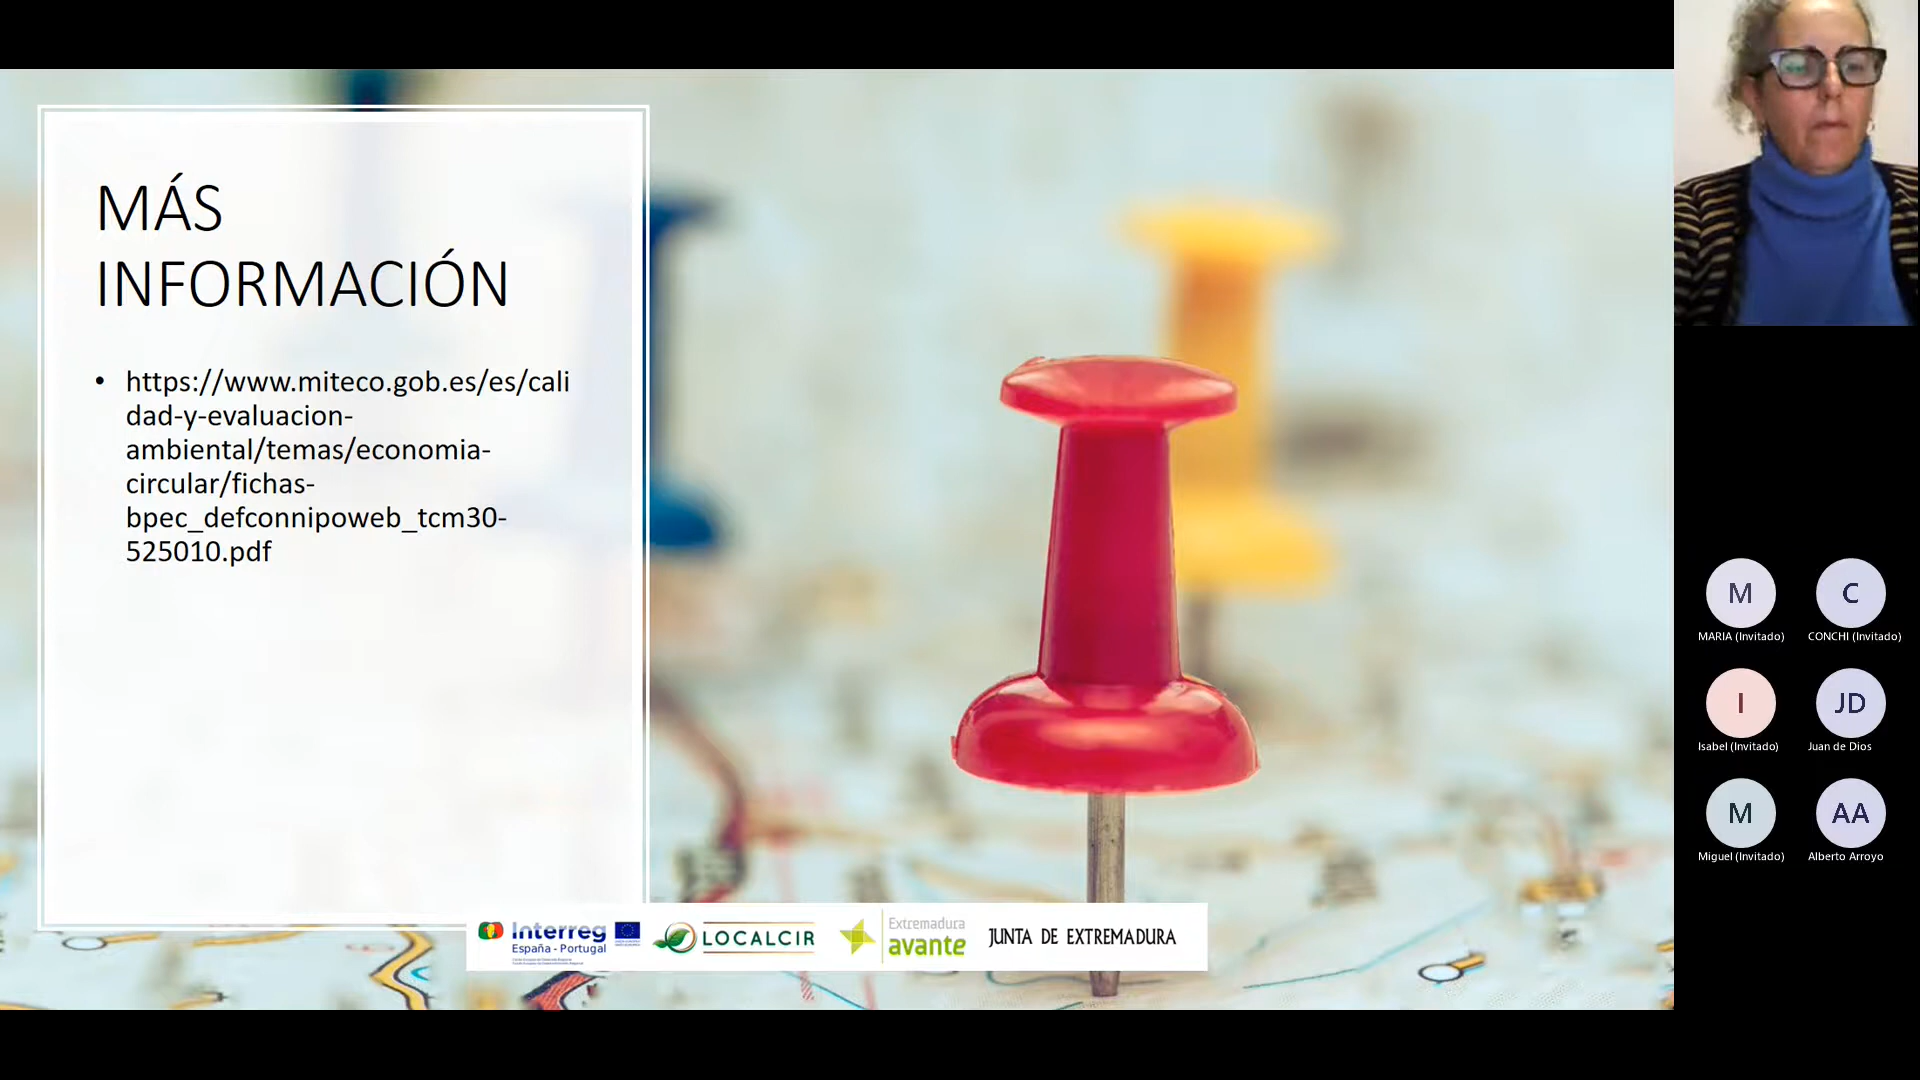 MÁS
INFORMACIÓN
• https://www.miteco.gob.es/es/cali
dad-y-evaluacion-
ambiental/temas/economia-
circular/fichas-
bpec_defconnipoweb_tcm30-
525010.pdf
Interreg
España - Portugal
LOCALCIR
Extremadura
avante
JUNTA DE EXTREMADURA
M
C
MARIA (Invitado)
CONCHI (Invitado)
I
JD
Isabel (Invitado)
Juan de Dios
M
AA
Miguel (Invitado)
Alberto Arroyo